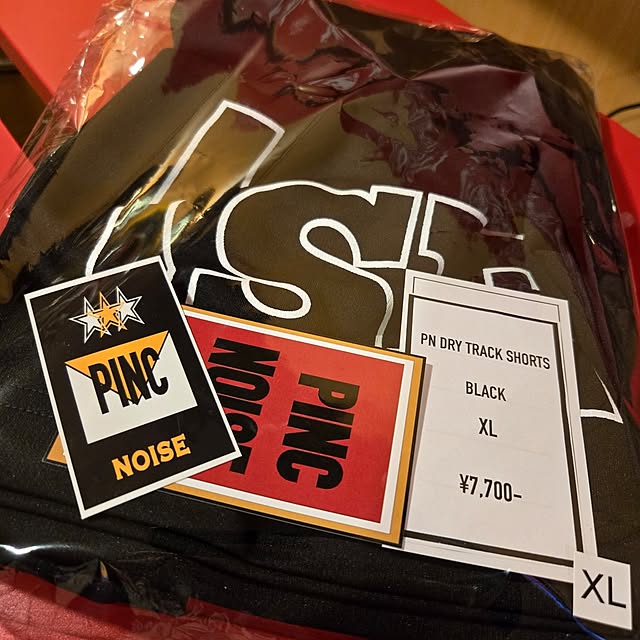 PINC
NOISE
PINC
NOISE
PN DRY TRACK SHORTS
BLACK
XL
¥7,700-
XL